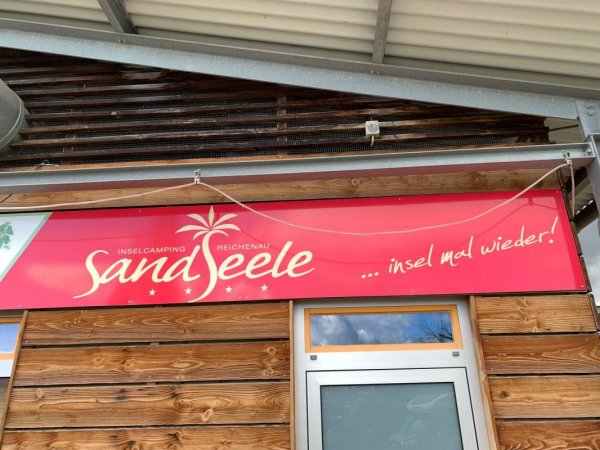 INSELCAMPING REICHENAU
SandSeele
... insel mal wieder!